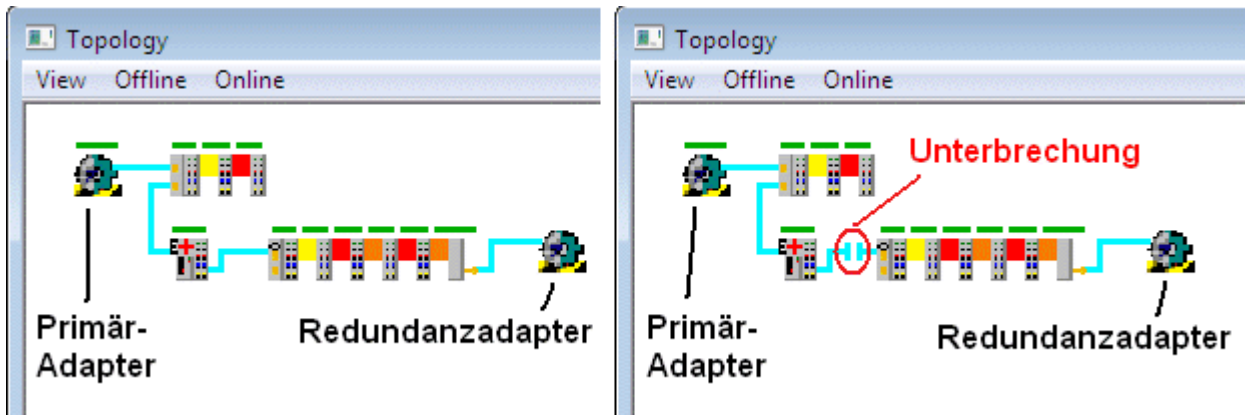 Topology
View Offline Online
Primär-
Adapter
Redundanzadapter
Topology
View Offline Online
Unterbrechung
Primär-
Adapter
Redundanzadapter